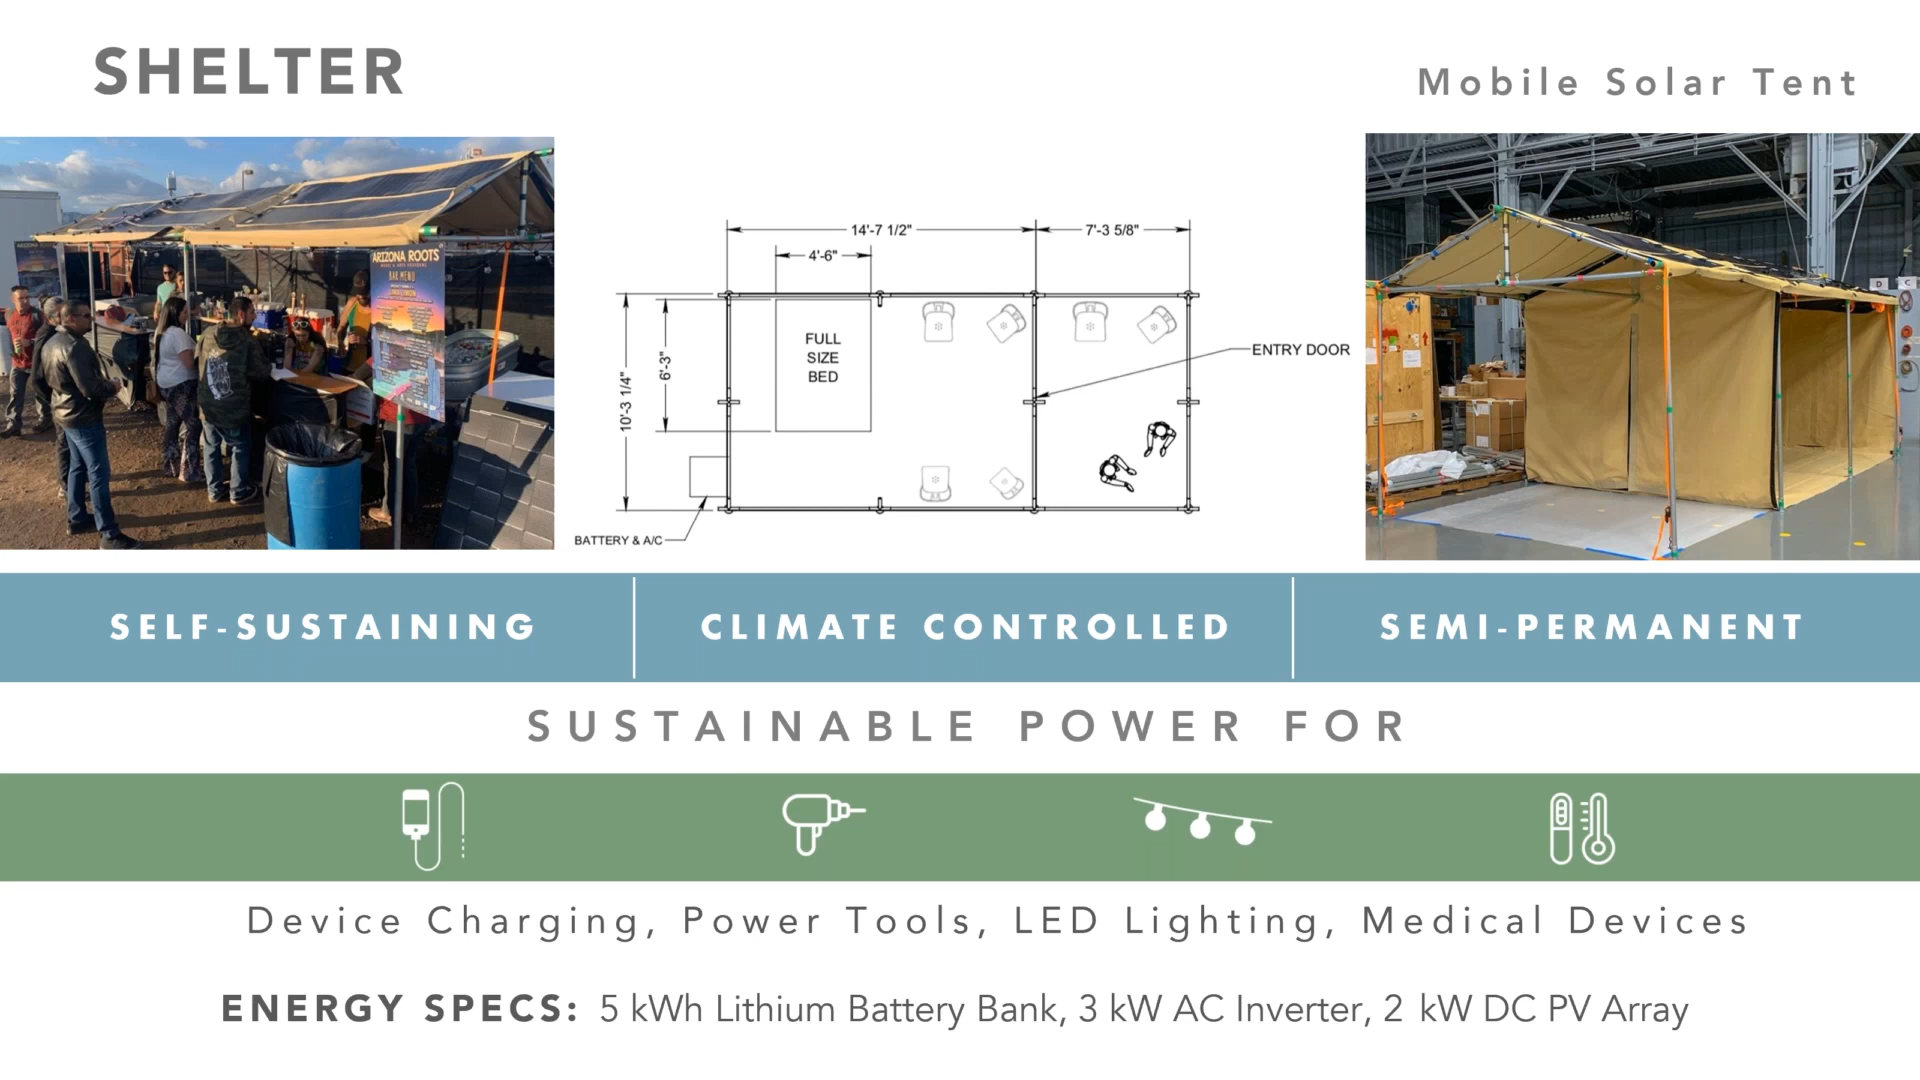 SHELTER
Mobile Solar Tent
ARIZONA ROOTS
BAR MENU
14'-7 1/2"
7'-3 5/8"
4'-6"
10'-3 1/4"
6'-3"
FULL
SIZE
BED
ENTRY DOOR
BATTERY & A/C
D
C
SELF-SUSTAINING
CLIMATE CONTROLLED
SEMI-PERMANENT
SUSTAINABLE POWER FOR
Device Charging, Power Tools, LED Lighting, Medical Devices
ENERGY SPECS: 5 kWh Lithium Battery Bank, 3 kW AC Inverter, 2 kW DC PV Array